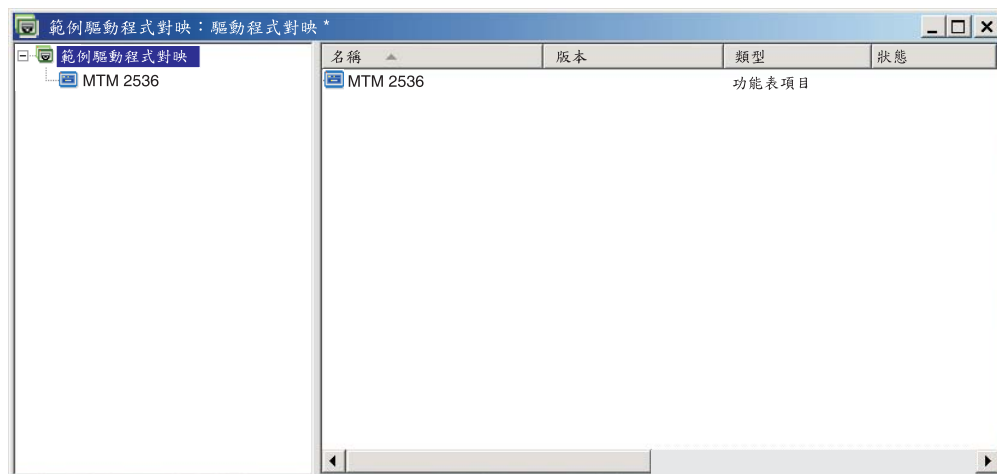 範例驅動程式對映：驅動程式對映 *
範例驅動程式對映
MTM 2536
名稱 版本 類型 狀態
MTM 2536 功能表項目